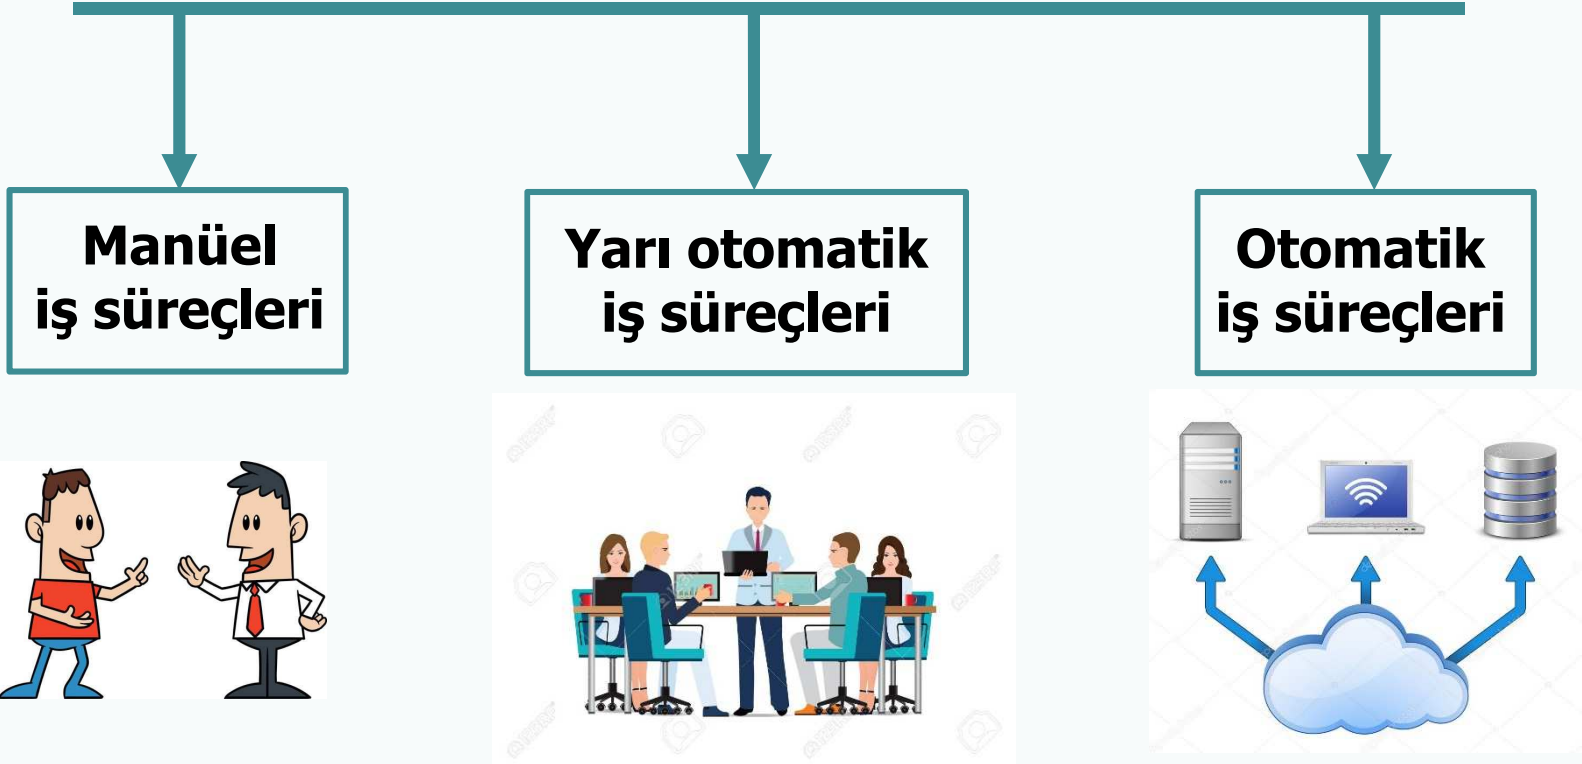 Manüel
iş süreçleri
Yarı otomatik
iş süreçleri
Otomatik
iş süreçleri